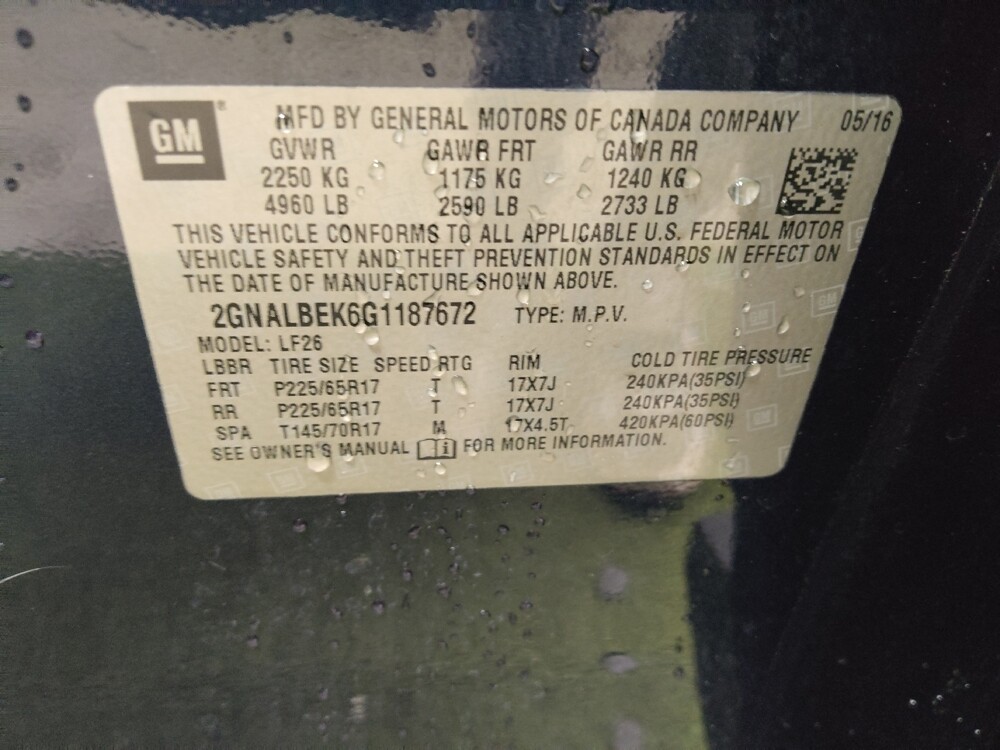 GM®
MFD BY GENERAL MOTORS OF CANADA COMPANY 05/16
GVWR GAWR FRT GAWR RR
2250 KG 1175 KG 1240 KG
4960 LB 2590 LB 2733 LB
THIS VEHICLE CONFORMS TO ALL APPLICABLE U.S. FEDERAL MOTOR
VEHICLE SAFETY AND THEFT PREVENTION STANDARDS IN EFFECT ON
THE DATE OF MANUFACTURE SHOWN ABOVE.
2GNALBEK6G1187672 TYPE: M.P.V.
MODEL: LF26
LBBR TIRE SIZE SPEED RTG RIM COLD TIRE PRESSURE
FRT P225/65R17 T 17X7J 240KPA(35PSI)
RR P225/65R17 T 17X7J 240KPA(35PSI)
SPA T145/70R17 M 17X4.5T 420KPA(60PSI)
SEE OWNER'S MANUAL FOR MORE INFORMATION.